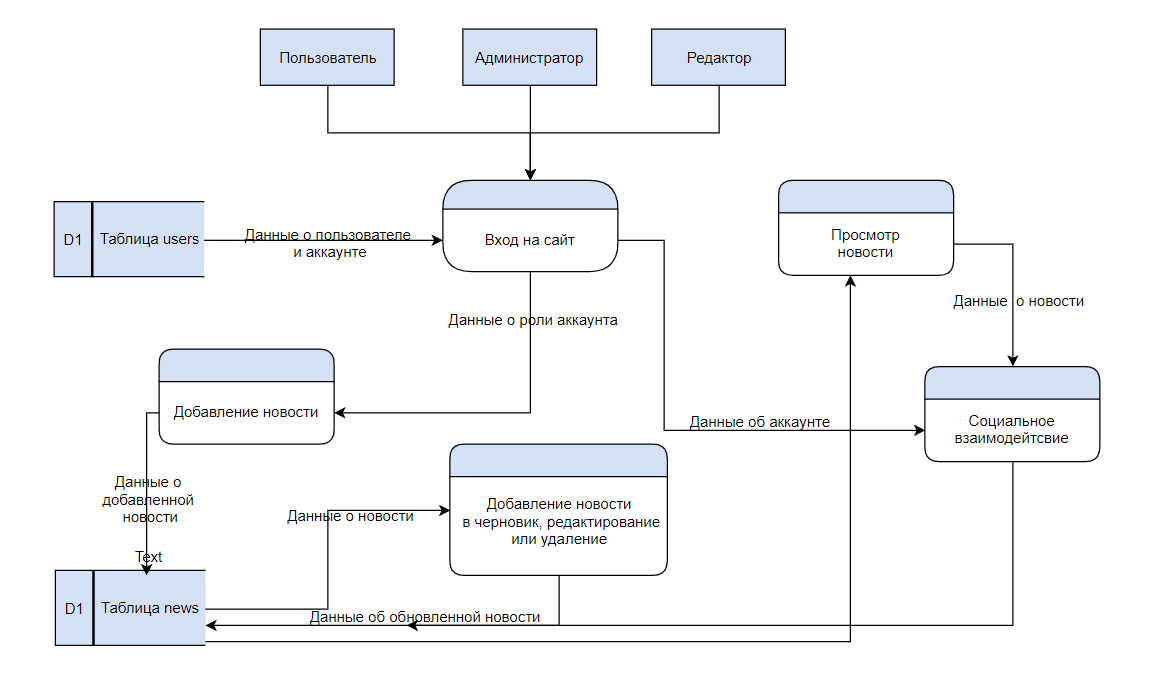 Пользователь
Администратор
Редактор
D1
Таблица users
Данные о пользователе
и аккаунте
Вход на сайт
Просмотр
новости
Данные о новости
Данные о роли аккаунта
Добавление новости
Данные об аккаунте
Социальное
взаимодейтсвие
Данные о
добавленной
новости
Данные о новости
Добавление новости
в черновик, редактирование
или удаление
Text
D1
Таблица news
Данные об обновленной новости